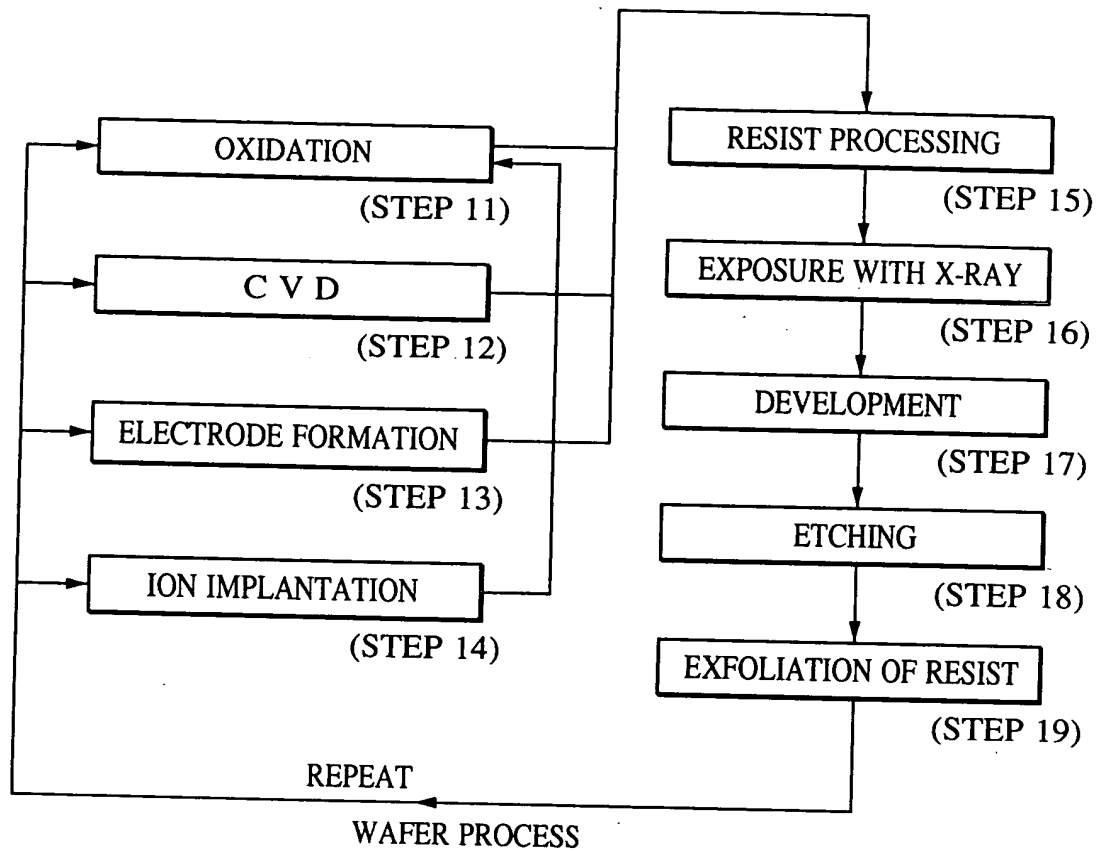 OXIDATION
(STEP 11)
C V D
(STEP 12)
ELECTRODE FORMATION
(STEP 13)
ION IMPLANTATION
(STEP 14)
RESIST PROCESSING
(STEP 15)
EXPOSURE WITH X-RAY
(STEP 16)
DEVELOPMENT
(STEP 17)
ETCHING
(STEP 18)
EXFOLIATION OF RESIST
(STEP 19)
REPEAT
WAFER PROCESS